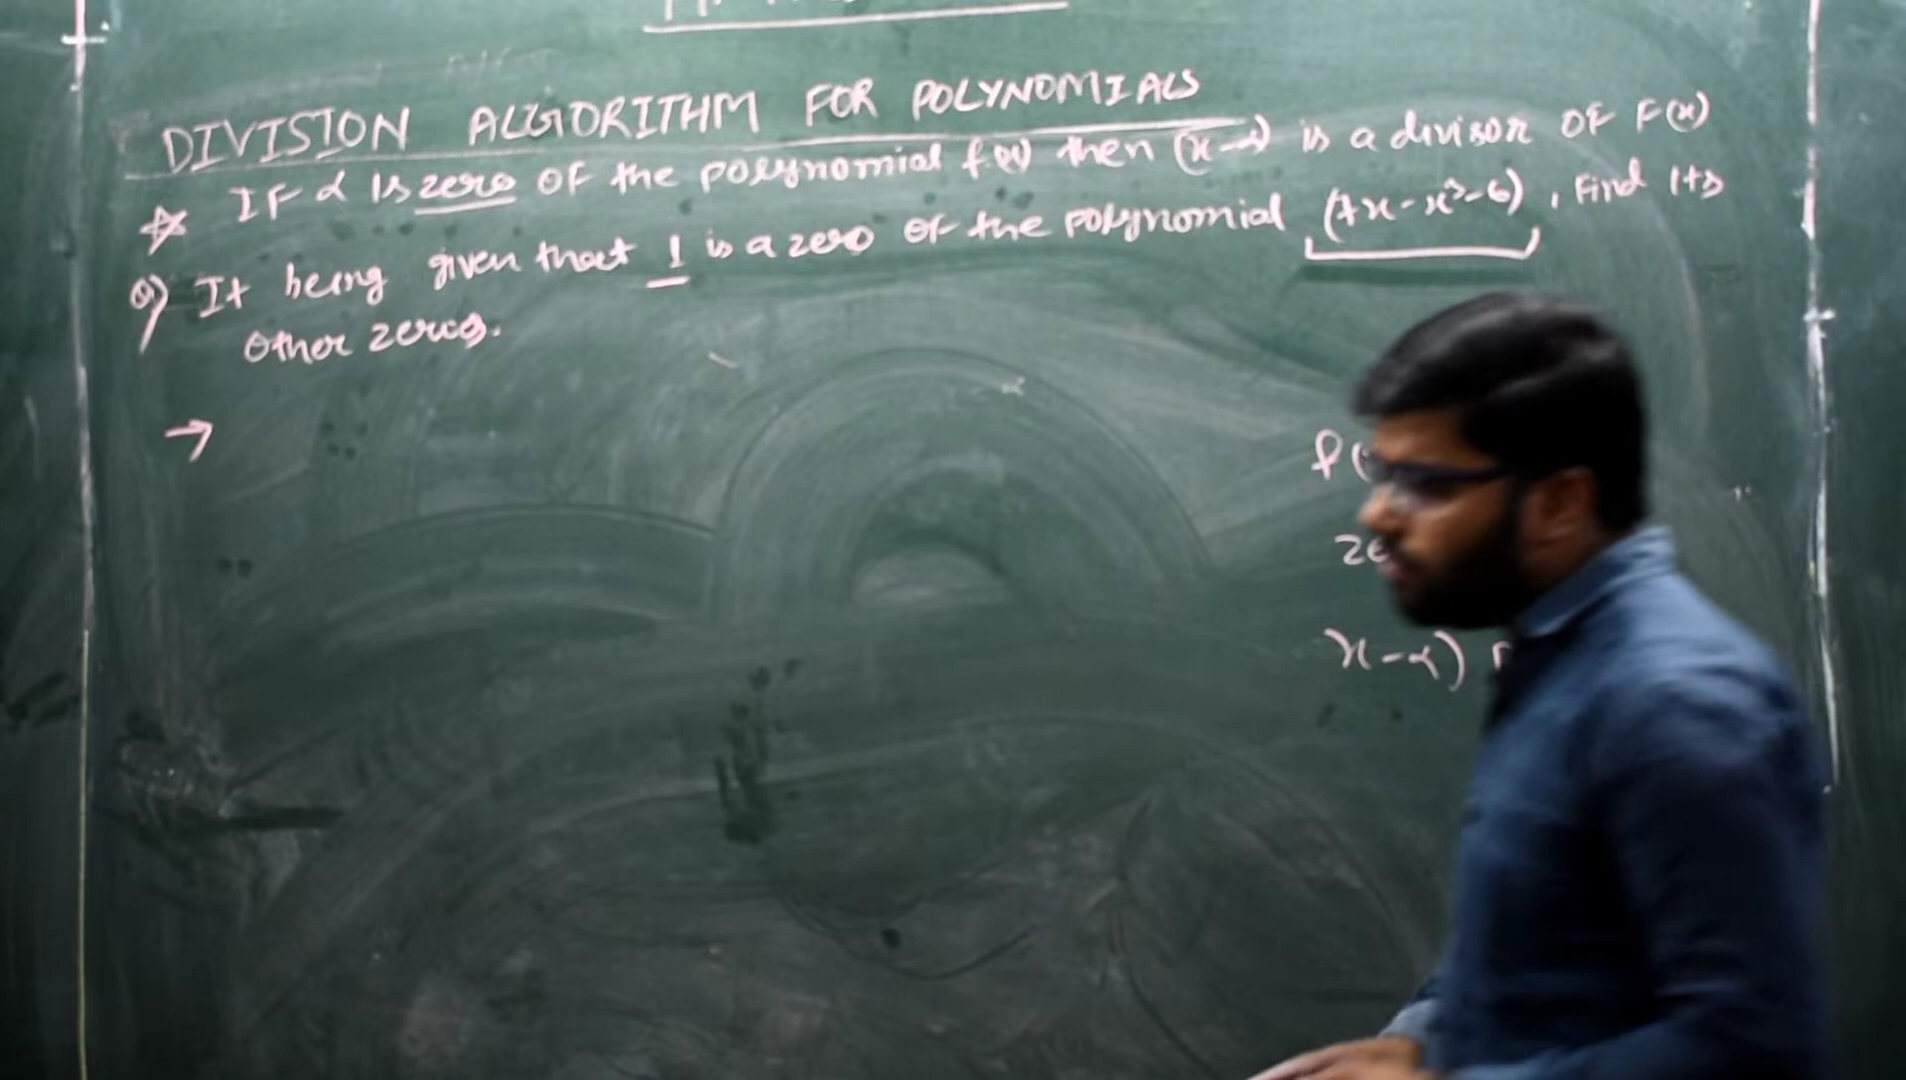 DIVISION ALGORITHM FOR POLYNOMIALS
☆ If α is zero of the polynomial f(x) then (x-α) is a divisor of F(x)
Q) It being given that 1 is a zero of the polynomial (7x-x³-6), Find its
other zeros.
→
f(
ze
x-α)